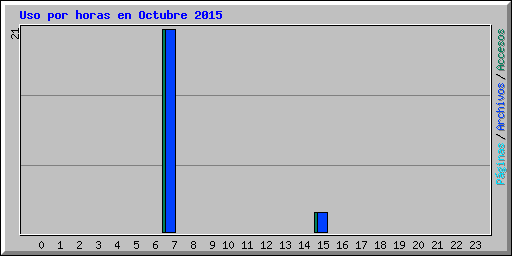 Uso por horas en Octubre 2015
21
Páginas / Archivos / Accesos
0 1 2 3 4 5 6 7 8 9 10 11 12 13 14 15 16 17 18 19 20 21 22 23